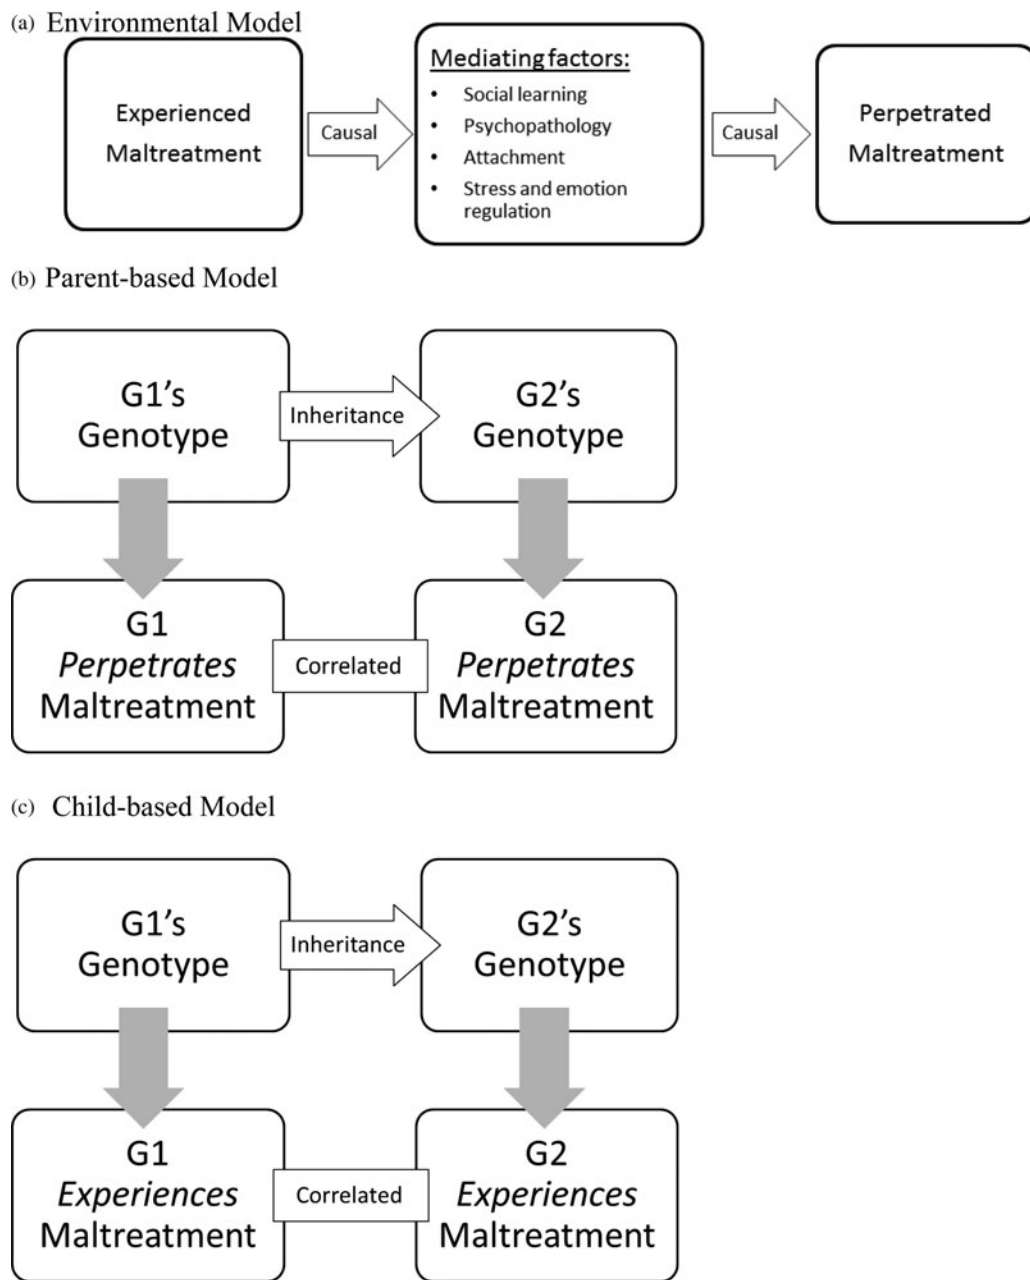 (a) Environmental Model
Experienced
Maltreatment
Causal
Mediating factors:
• Social learning
• Psychopathology
• Attachment
• Stress and emotion
regulation
Causal
Perpetrated
Maltreatment
(b) Parent-based Model
G1's
Genotype
Inheritance
G2's
Genotype
G1
Perpetrates
Maltreatment
Correlated
G2
Perpetrates
Maltreatment
(c) Child-based Model
G1's
Genotype
Inheritance
G2's
Genotype
G1
Experiences
Maltreatment
Correlated
G2
Experiences
Maltreatment